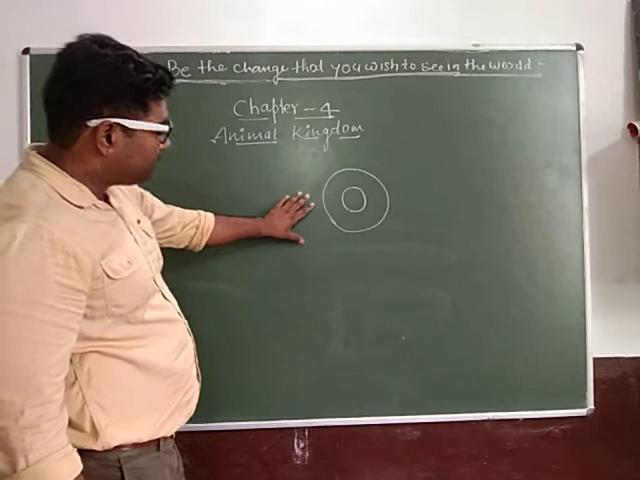 Be the change that you wish to see in the world -
Chapter - 4
Animal Kingdom